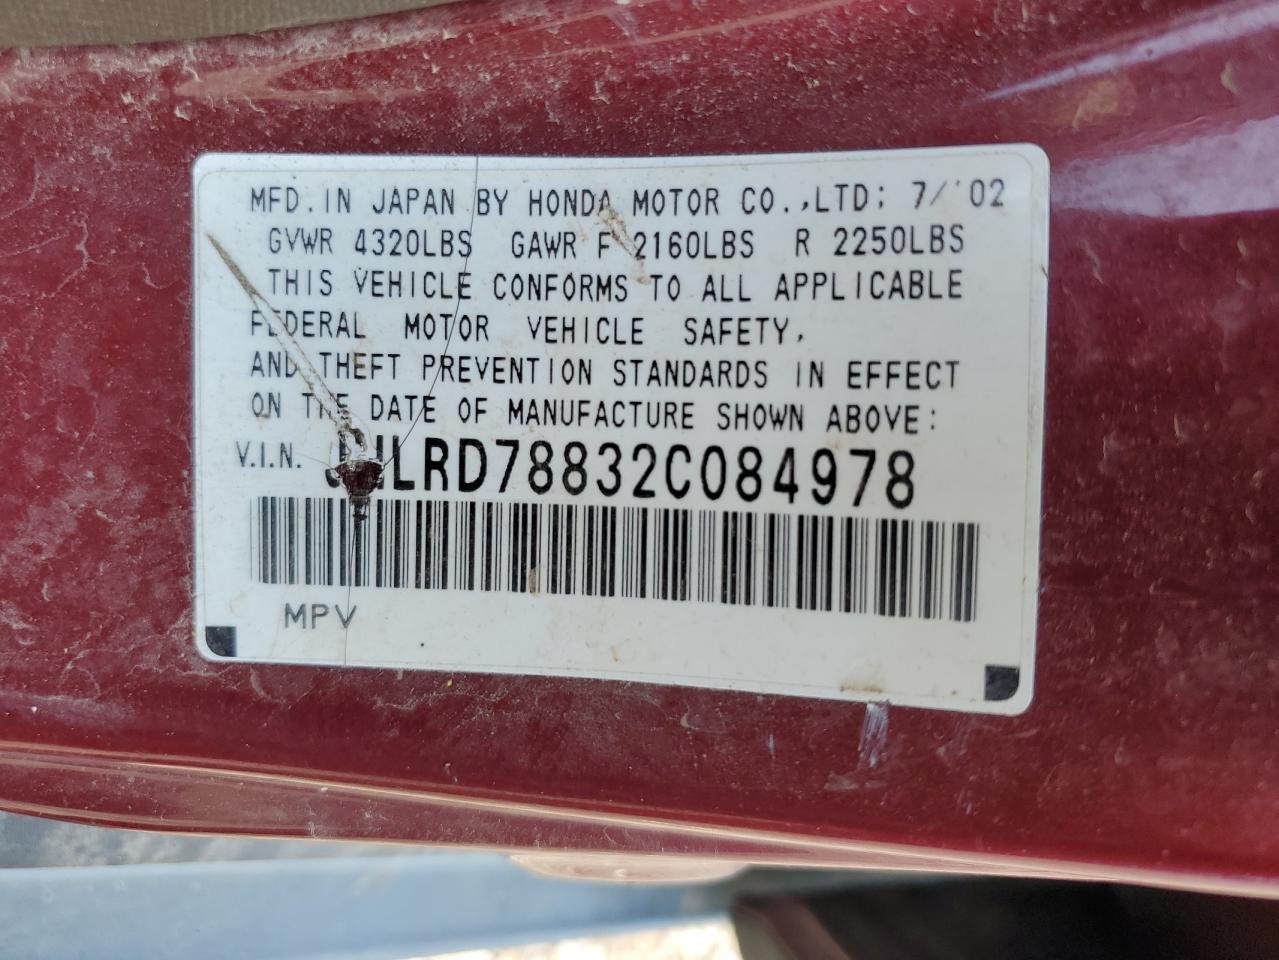 MFD. IN JAPAN BY HONDA MOTOR CO., LTD: 7/'02
GVWR 4320LBS GAWR F 2160LBS R 2250LBS
THIS VEHICLE CONFORMS TO ALL APPLICABLE
FEDERAL MOTOR VEHICLE SAFETY,
AND THEFT PREVENTION STANDARDS IN EFFECT
ON THE DATE OF MANUFACTURE SHOWN ABOVE:
V.I.N. JHLRD78832C084978
MPV